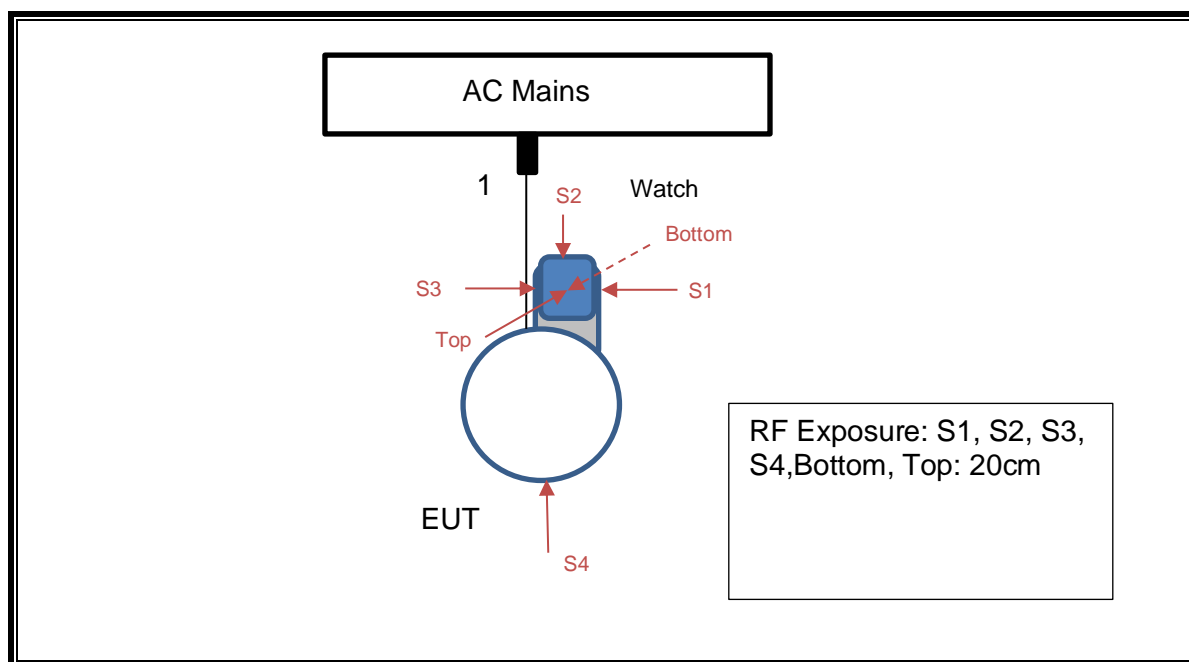 AC Mains
1
S2
Watch
Bottom
S3
S1
Top
RF Exposure: S1, S2, S3,
S4,Bottom, Top: 20cm
EUT
S4